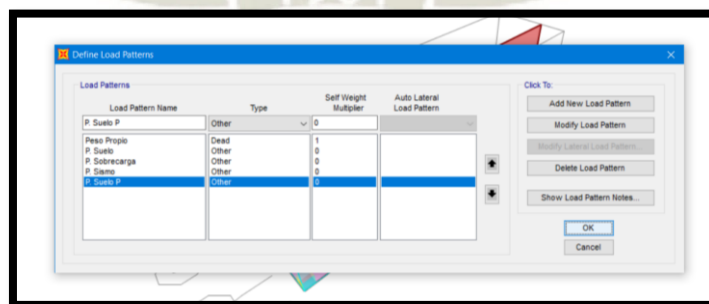 Define Load Patterns
Load Patterns
Click To:
Load Pattern Name Type Self Weight Multiplier Auto Lateral Load Pattern
P. Suelo P Other 0
Peso Propio Dead 1
P. Suelo Other 0
P. Sobrecarga Other 0
P. Sismo Other 0
P. Suelo P Other 0
Add New Load Pattern
Modify Load Pattern
Modify Lateral Load Pattern...
Delete Load Pattern
Show Load Pattern Notes...
OK
Cancel